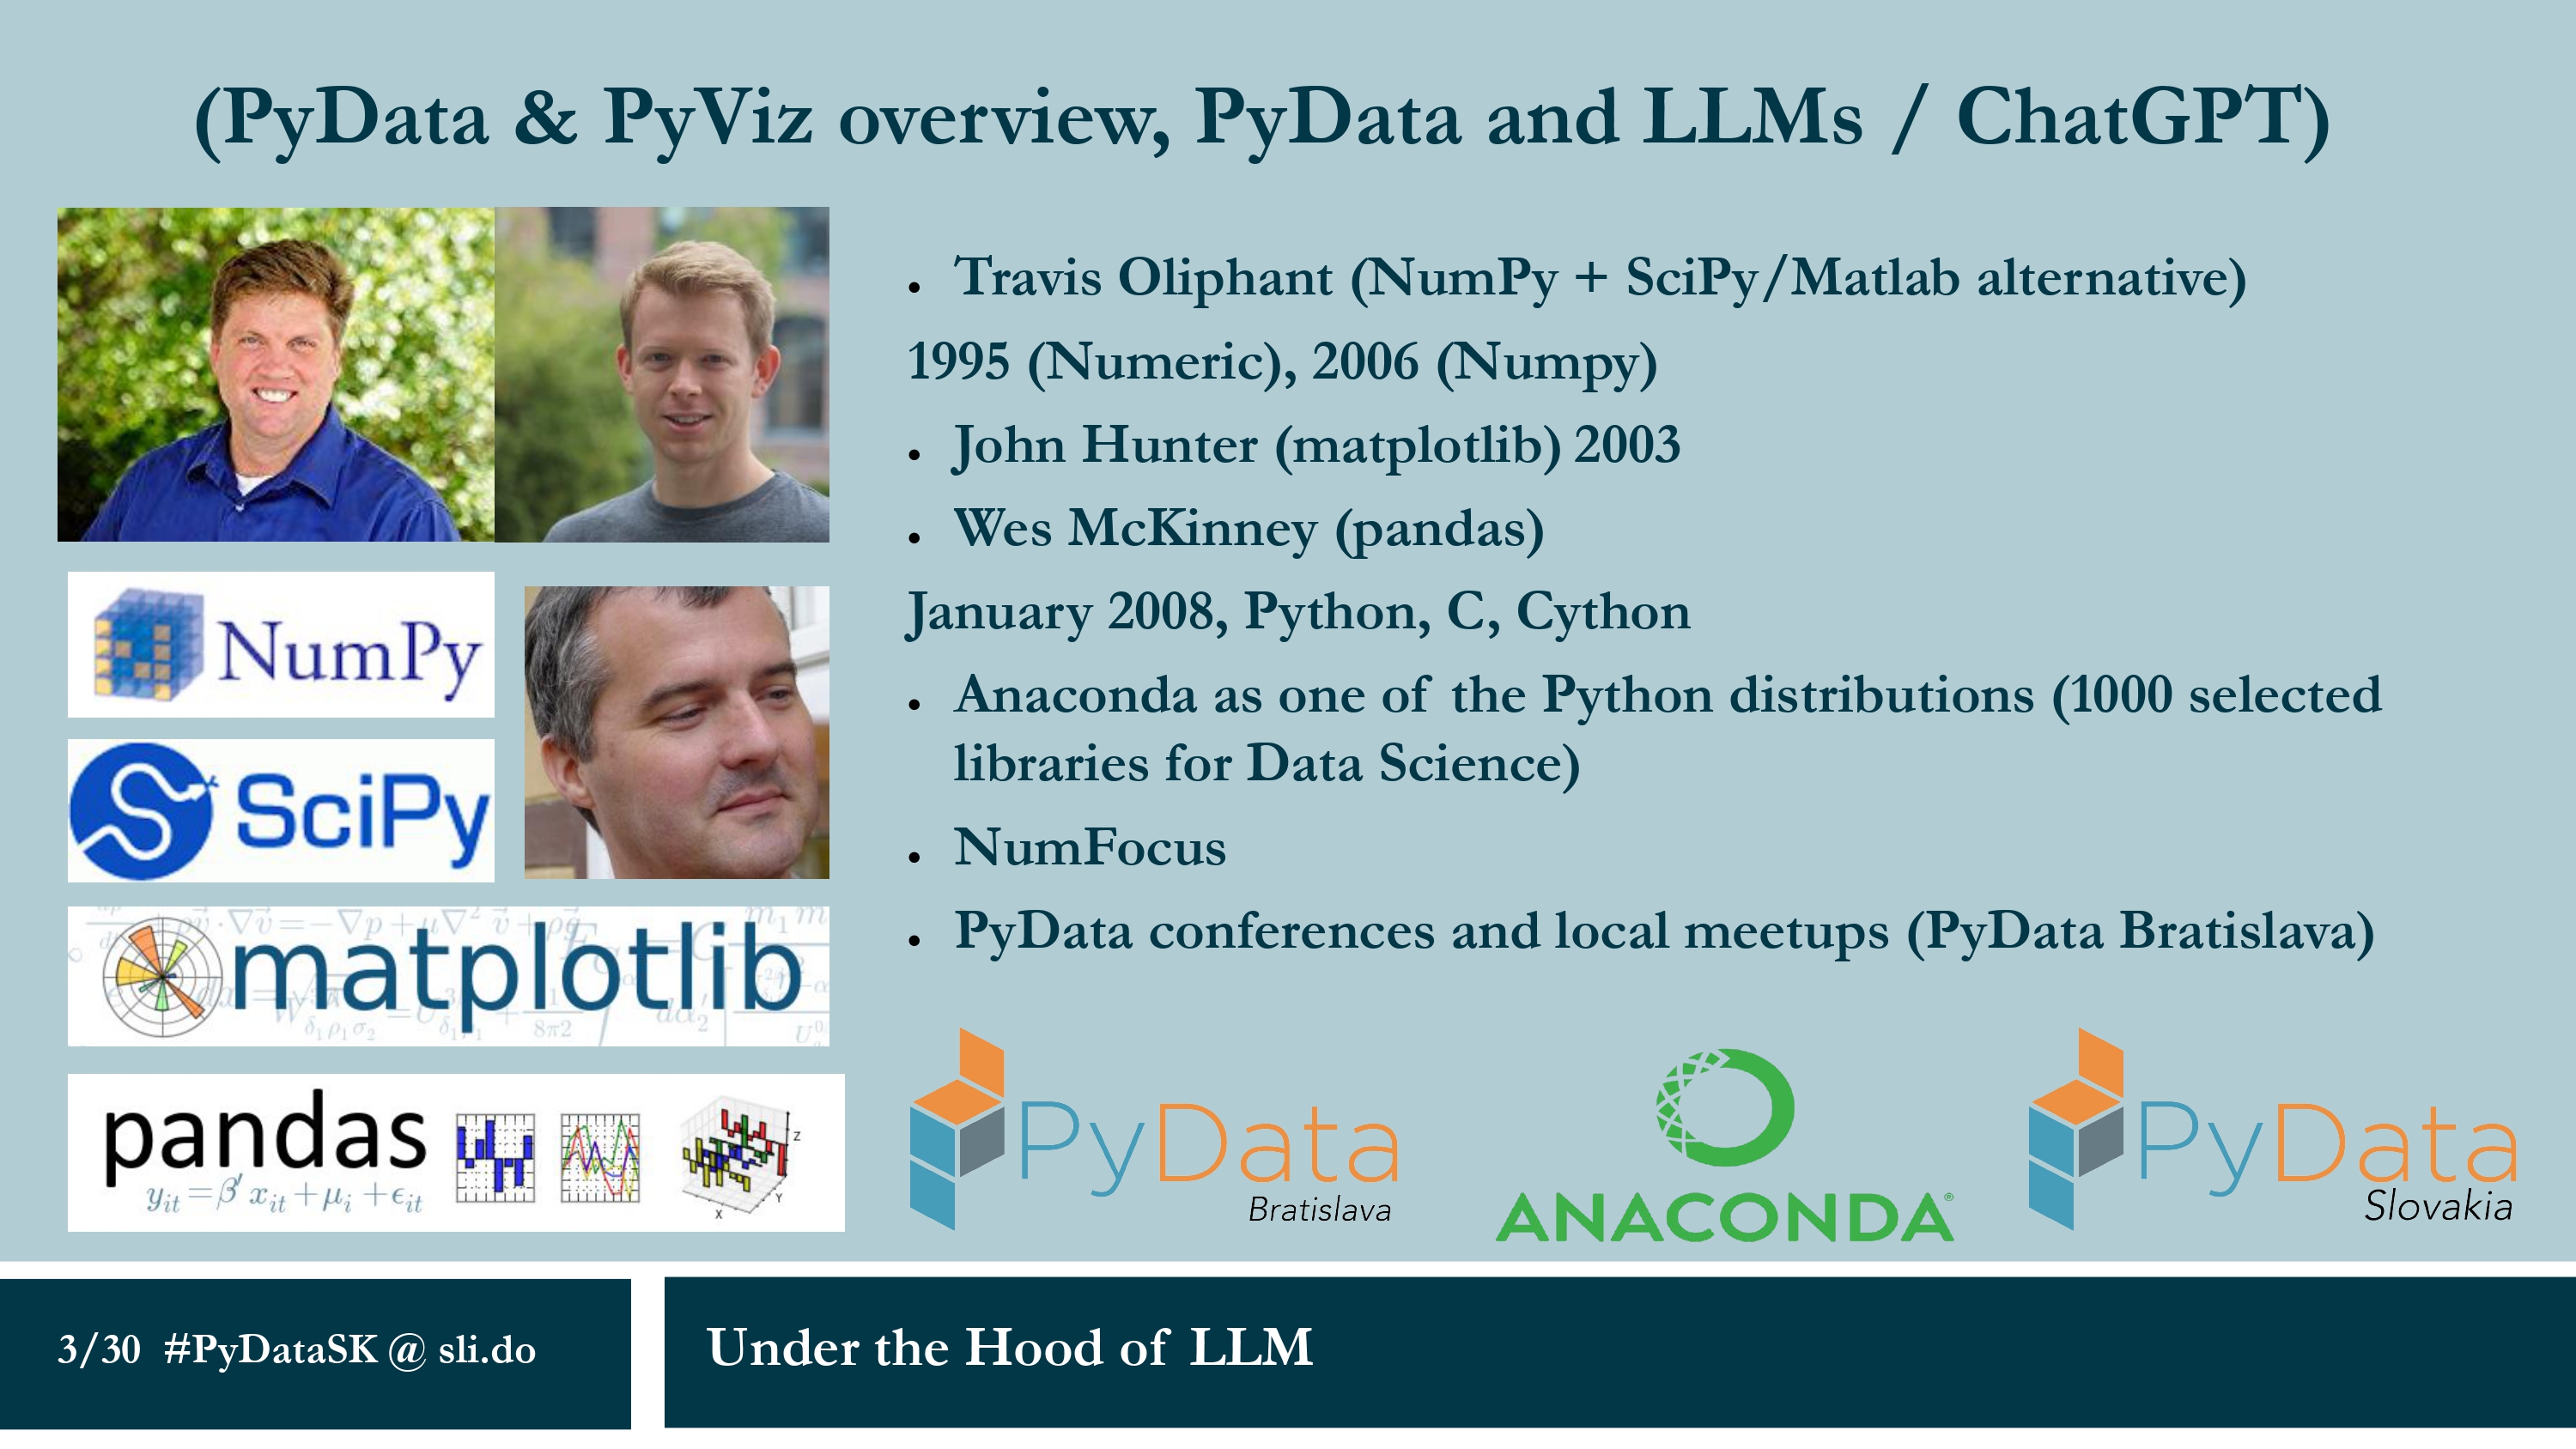 (PyData & PyViz overview, PyData and LLMs / ChatGPT)
• Travis Oliphant (NumPy + SciPy/Matlab alternative)
1995 (Numeric), 2006 (Numpy)
• John Hunter (matplotlib) 2003
• Wes McKinney (pandas)
January 2008, Python, C, Cython
• Anaconda as one of the Python distributions (1000 selected
libraries for Data Science)
• NumFocus
• PyData conferences and local meetups (PyData Bratislava)
NumPy
SciPy
matplotlib
pandas
y_{it} = β′ x_{it} + μ_i + ϵ_{it}
X
Y
Z
PyData
Bratislava
ANACONDA®
PyData
Slovakia
3/30 #PyDataSK @ sli.do
Under the Hood of LLM